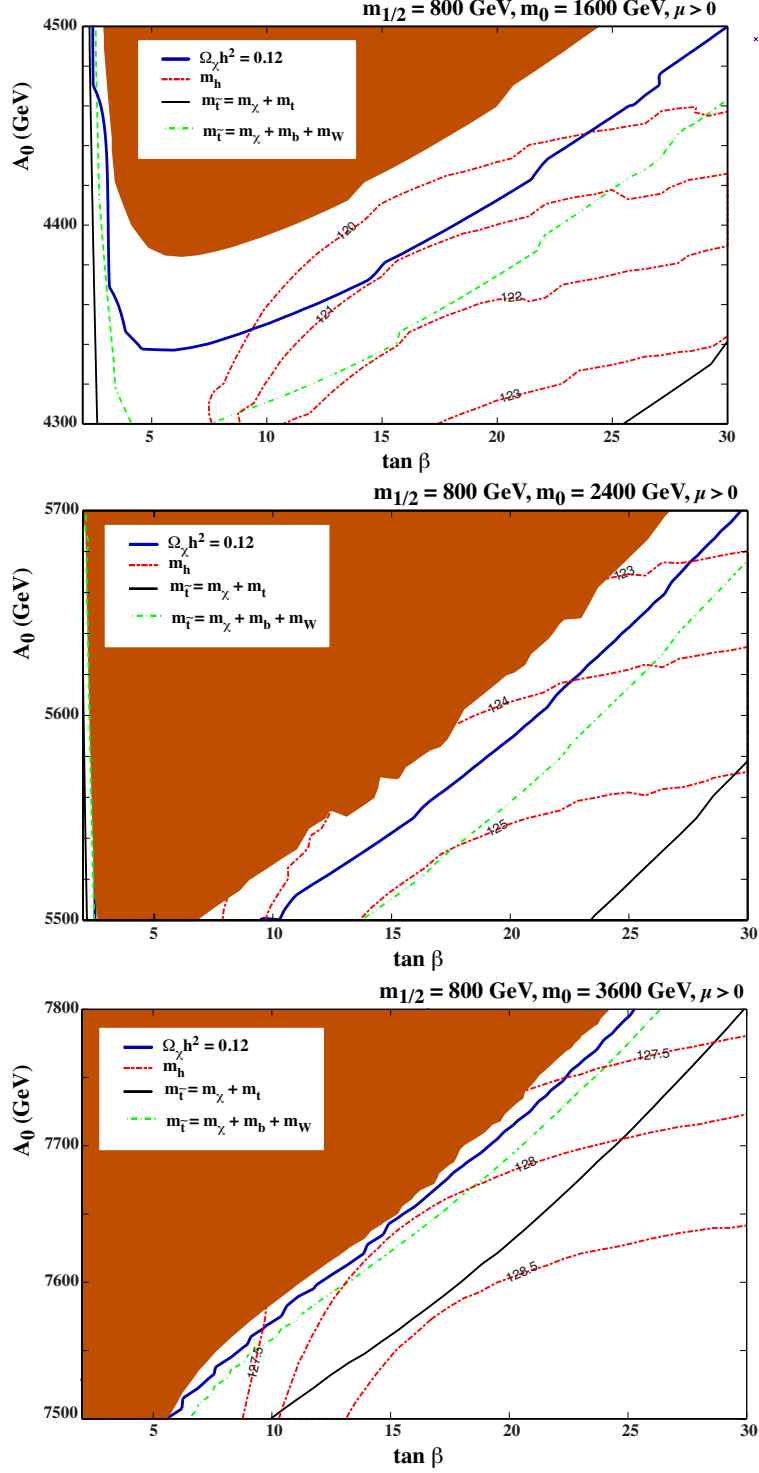 m1/2 = 800 GeV, m0 = 1600 GeV, μ > 0
4500
Ωχh² = 0.12
mh
mt̃ = mχ + mt
mt̃ = mχ + mb + mW
A0 (GeV)
4400
120
121
122
123
4300
5 10 15 20 25 30
tan β
m1/2 = 800 GeV, m0 = 2400 GeV, μ > 0
5700
Ωχh² = 0.12
mh
mt̃ = mχ + mt
mt̃ = mχ + mb + mW
A0 (GeV)
123
124
5600
125
5500
5 10 15 20 25 30
tan β
m1/2 = 800 GeV, m0 = 3600 GeV, μ > 0
7800
Ωχh² = 0.12
mh
mt̃ = mχ + mt
mt̃ = mχ + mb + mW
A0 (GeV)
127.5
7700
128
7600
128.5
127.5
7500
5 10 15 20 25 30
tan β